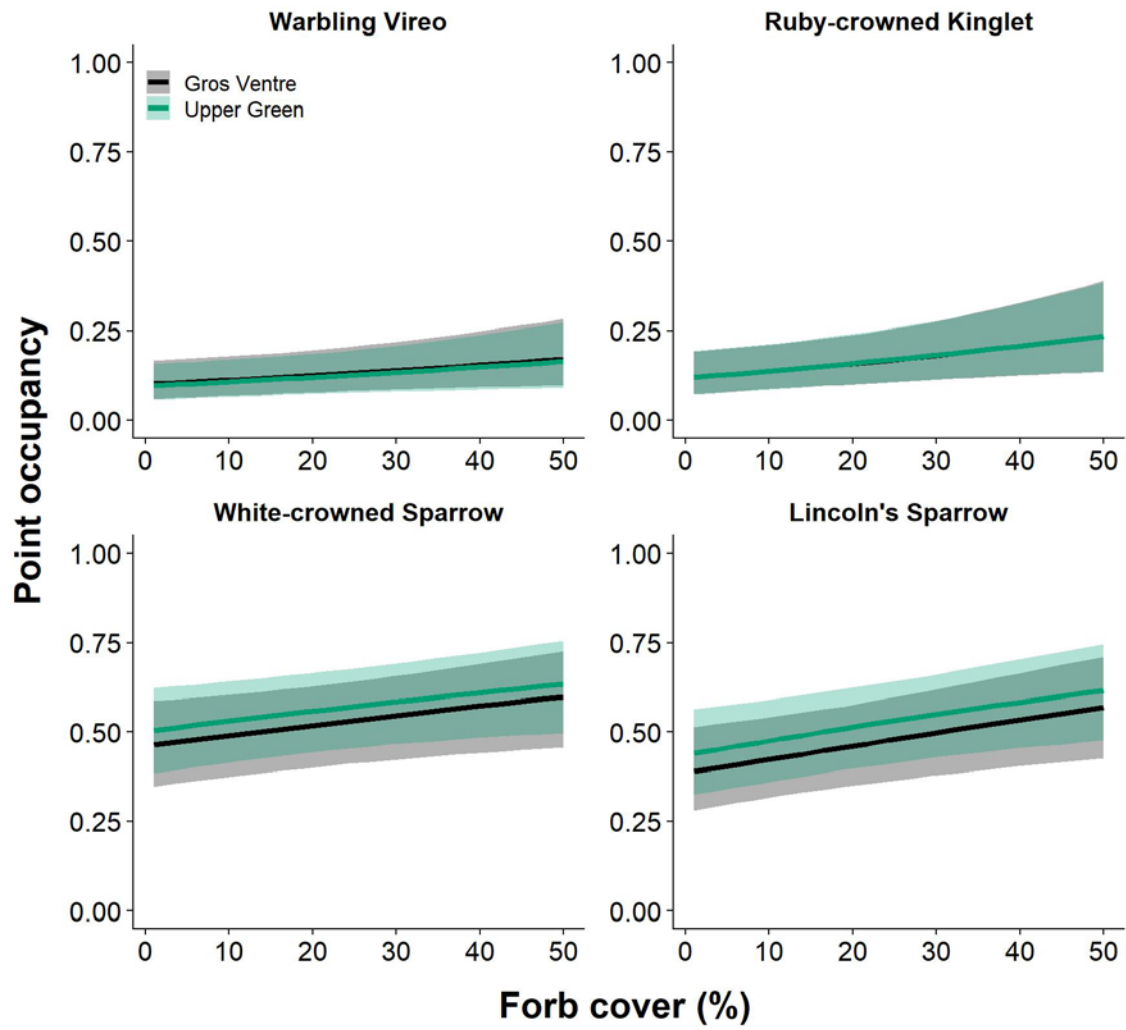 Warbling Vireo
Ruby-crowned Kinglet
1.00
0.75
0.50
0.25
0.00
Gros Ventre
Upper Green
0 10 20 30 40 50
1.00
0.75
0.50
0.25
0.00
0 10 20 30 40 50
White-crowned Sparrow
Lincoln's Sparrow
1.00
0.75
0.50
0.25
0.00
0 10 20 30 40 50
1.00
0.75
0.50
0.25
0.00
0 10 20 30 40 50
Point occupancy
Forb cover (%)